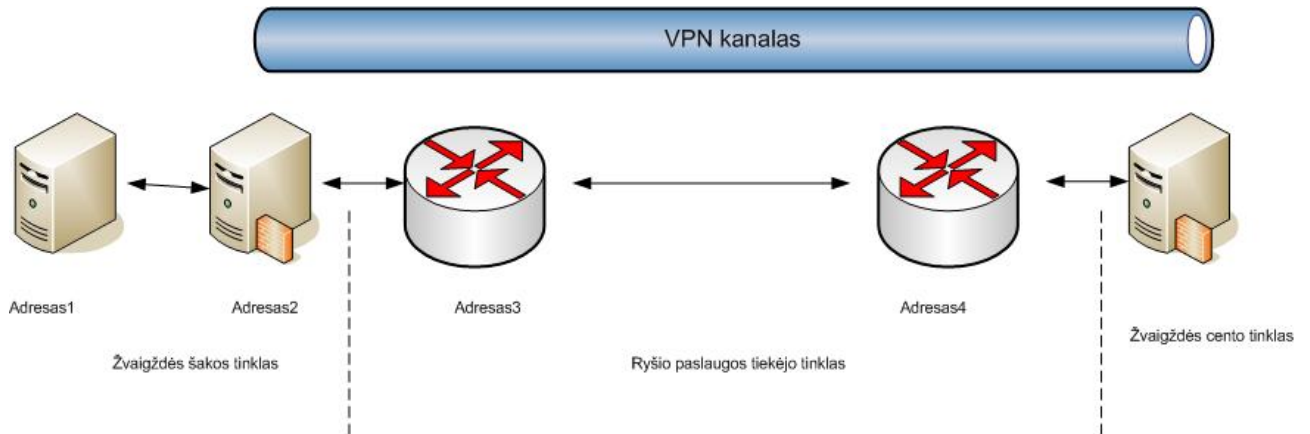 VPN kanalas
Adresas1
Adresas2
Adresas3
Adresas4
Žvaigždės šakos tinklas
Ryšio paslaugos tiekėjo tinklas
Žvaigždės cento tinklas